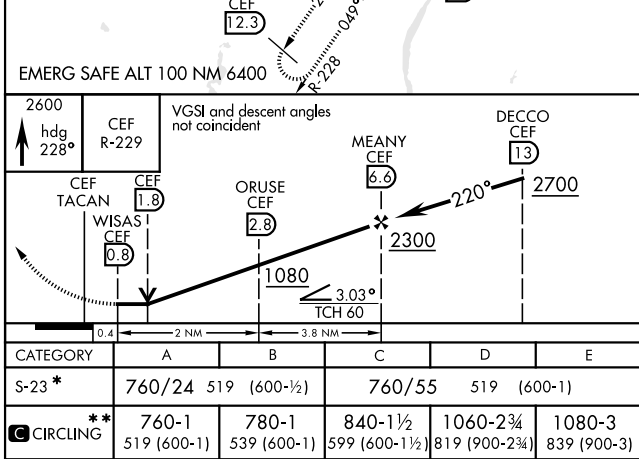 CEF
12.3
2
049°
R-228
EMERG SAFE ALT 100 NM 6400
2600
hdg
228°
CEF
R-229
VGSI and descent angles
not coincident
DECCO
CEF
13
MEANY
CEF
6.6
CEF
TACAN
CEF
1.8
ORUSE
CEF
2.8
WISAS
CEF
0.8
220°
2700
2300
1080
3.03°
TCH 60
0.4
2 NM
3.8 NM
CATEGORY A B C D E
S-23 * 760/24 519 (600-½) 760/55 519 (600-1)
C CIRCLING ** 760-1 780-1 840-1½ 1060-2¾ 1080-3
519 (600-1) 539 (600-1) 599 (600-1½) 819 (900-2¾) 839 (900-3)